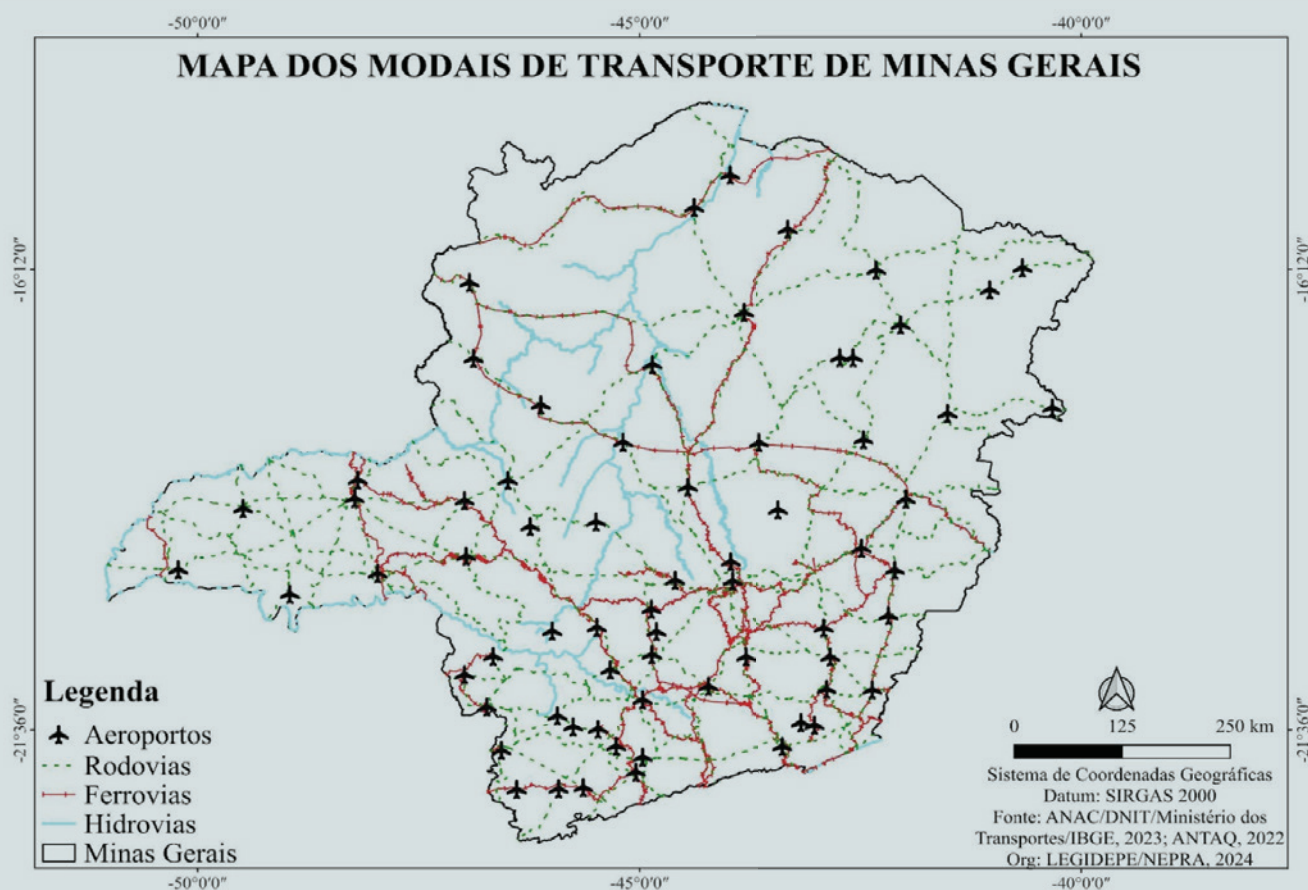 -50°0'0"
-45°0'0"
-40°0'0"
MAPA DOS MODAIS DE TRANSPORTE DE MINAS GERAIS
-16°12'0"
-16°12'0"
-21°36'0"
-21°36'0"
Legenda
Aeroportos
Rodovias
Ferrovias
Hidrovias
Minas Gerais
0 125 250 km
Sistema de Coordenadas Geográficas
Datum: SIRGAS 2000
Fonte: ANAC/DNIT/Ministério dos
Transportes/IBGE, 2023; ANTAQ, 2022
Org: LEGIDEPE/NEPRA, 2024
-50°0'0"
-45°0'0"
-40°0'0"